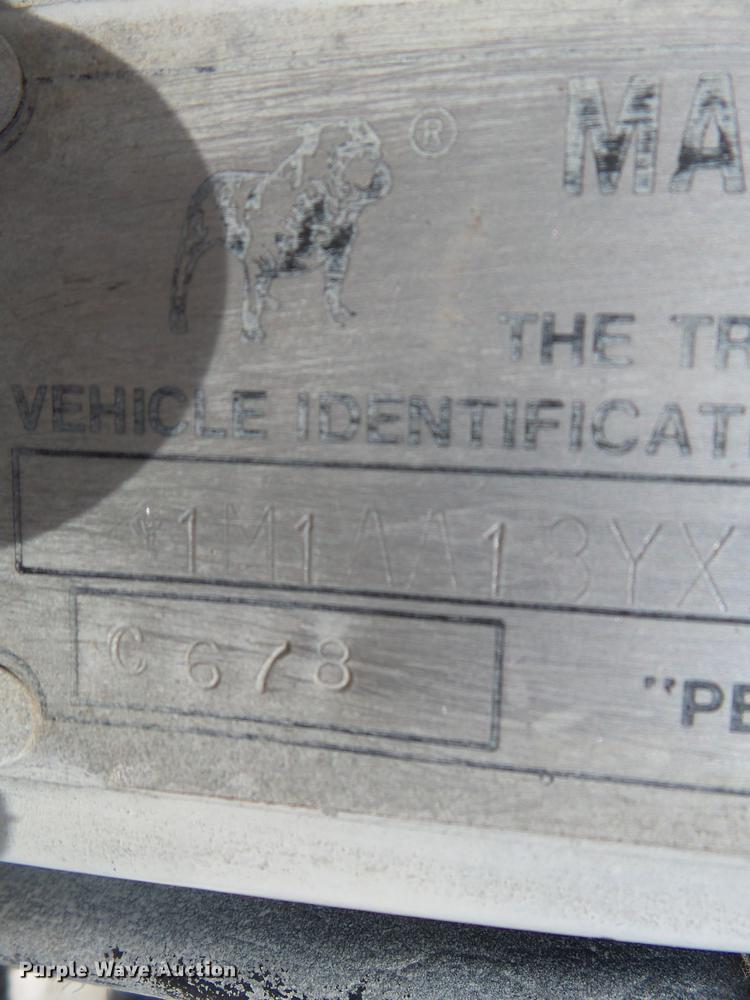 ®
MA
THE TR
VEHICLE IDENTIFICAT
*1M1AA13YX
C 678
"PE
Purple Wave Auction